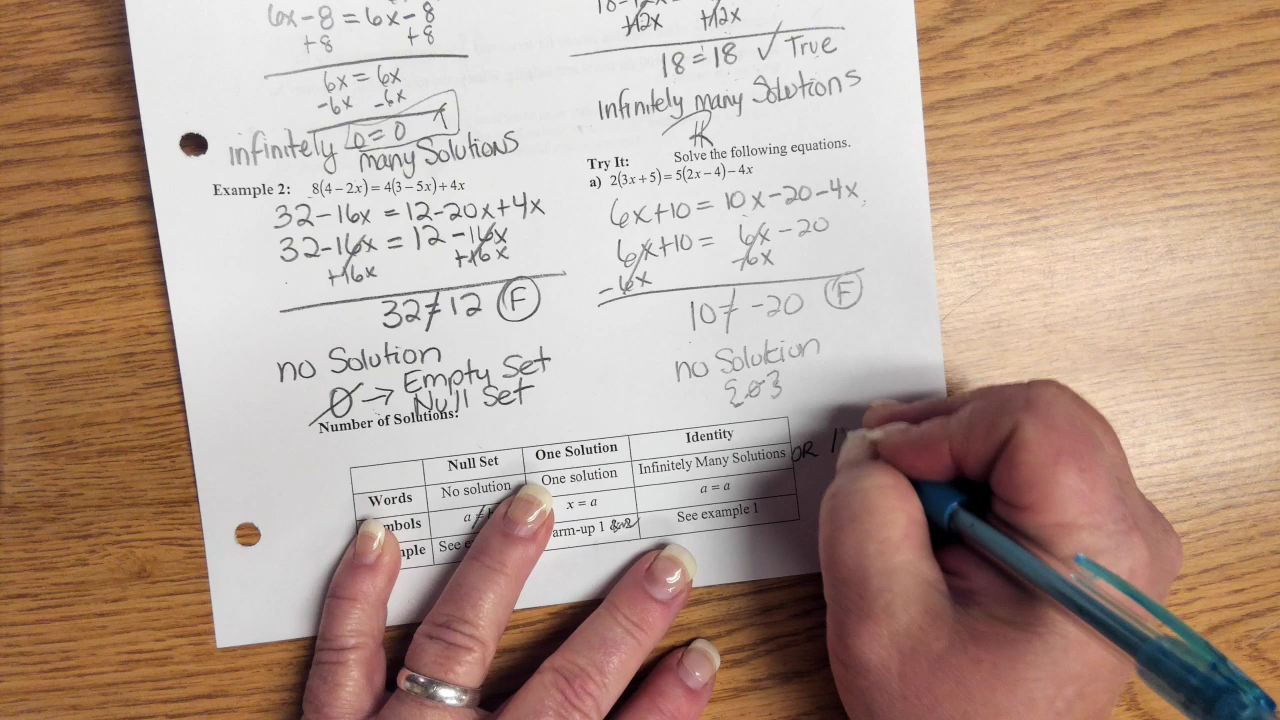 6x-8 = 6x-8
+8 +8
6x = 6x
-6x -6x
0 = 0
infinitely many Solutions
Example 2: 8(4 – 2x) = 4(3 – 5x) + 4x
32-16x = 12-20x+4x
32-16x = 12-16x
+16x +16x
32≠12 F
no Solution
∅ → Empty Set
Null Set
+12x +12x
18 = 18 ✓ True
Infinitely many Solutions
ℝ
Try It: Solve the following equations.
a) 2(3x + 5) = 5(2x – 4) – 4x
6x+10 = 10x-20-4x
6x+10 = 6x-20
-6x -6x
10 ≠ -20 F
no Solution
{∅}
Number of Solutions:
Null Set One Solution Identity
Words No solution One solution Infinitely Many Solutions OR
x = a a = a
See arm-up 1 See example 1